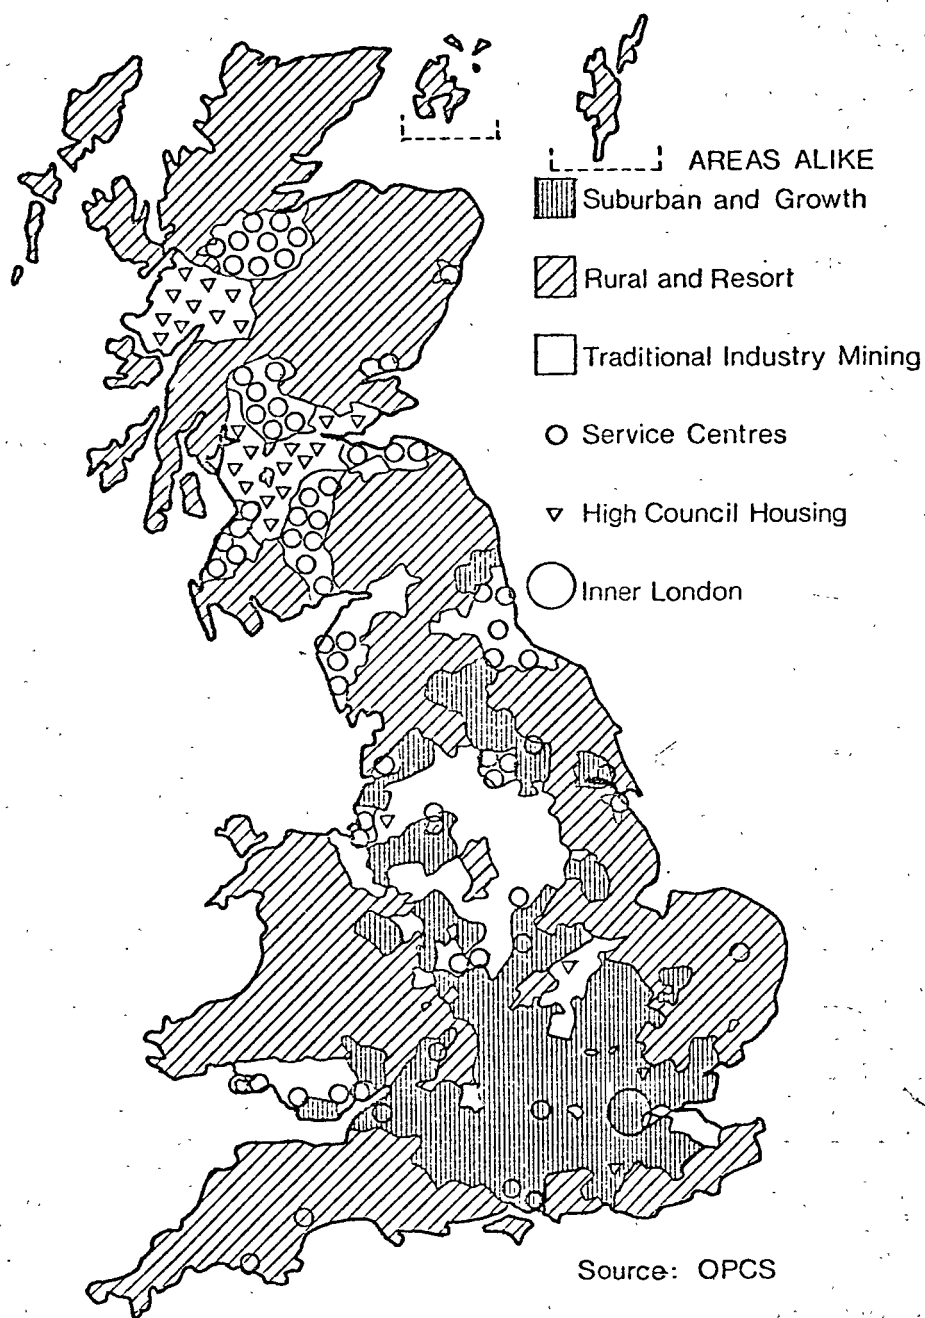 AREAS ALIKE
Suburban and Growth
Rural and Resort
Traditional Industry Mining
Service Centres
High Council Housing
Inner London
Source: OPCS